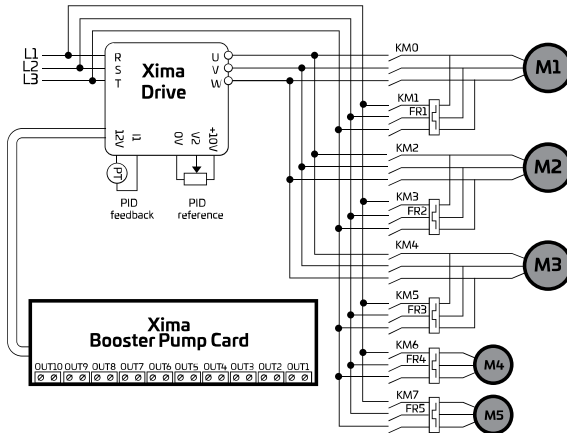 L1
L2
L3
R
S
T
Xima
Drive
U
V
W
12V
I1
0V
V2
+10V
PT
PID
feedback
PID
reference
KM0
M1
KM1
FR1
KM2
M2
KM3
FR2
KM4
M3
KM5
FR3
KM6
FR4
M4
KM7
FR5
M5
Xima
Booster Pump Card
OUT10 OUT9 OUT8 OUT7 OUT6 OUT5 OUT4 OUT3 OUT2 OUT1